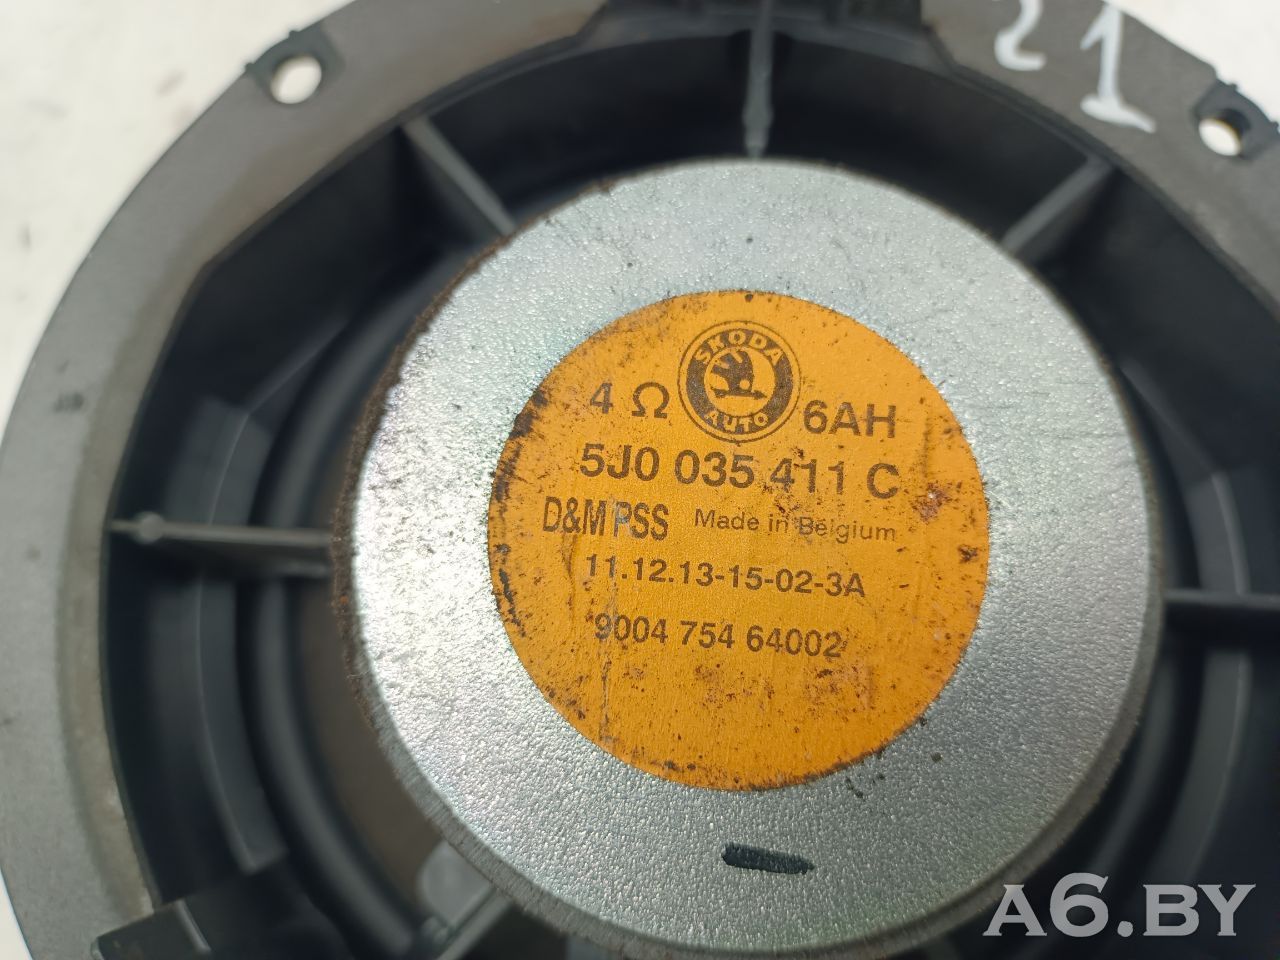 21
SKODA
AUTO
4 Ω 6AH
5J0 035 411 C
D&M PSS Made in Belgium
11.12.13-15-02-3A
9004 754 64002
A6.BY